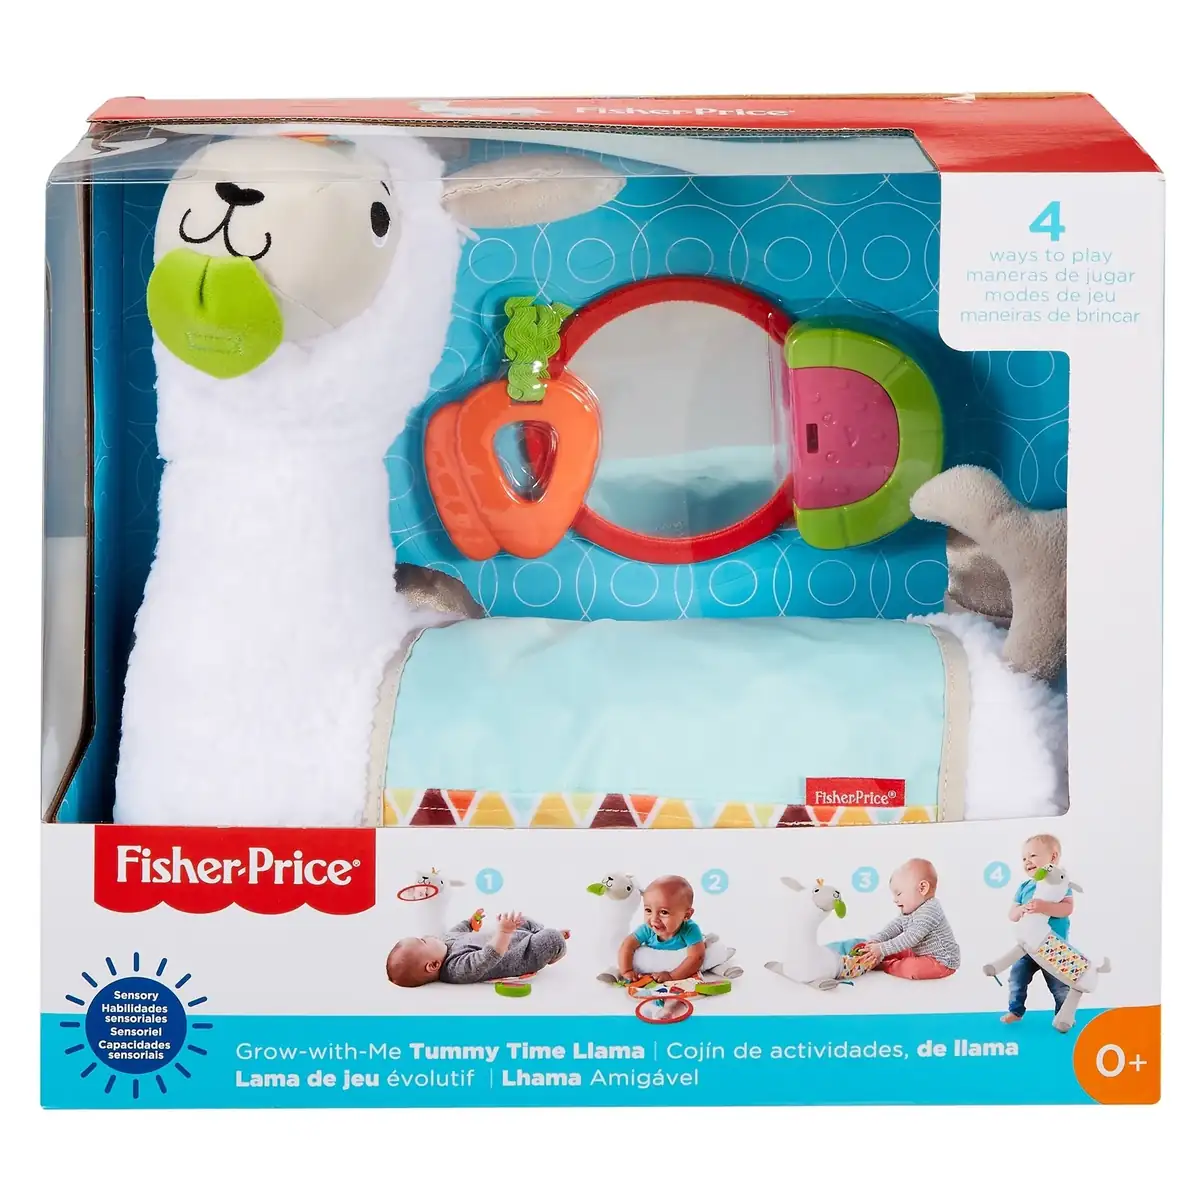 Fisher-Price
4
ways to play
maneras de jugar
modes de jeu
maneiras de brincar
Fisher-Price®
Fisher-Price®
1
2
3
4
Sensory
Habilidades
sensoriales
Sensoriel
Capacidades
sensoriais
Grow-with-Me Tummy Time Llama | Cojín de actividades, de llama
Lama de jeu évolutif | Lhama Amigável
0+